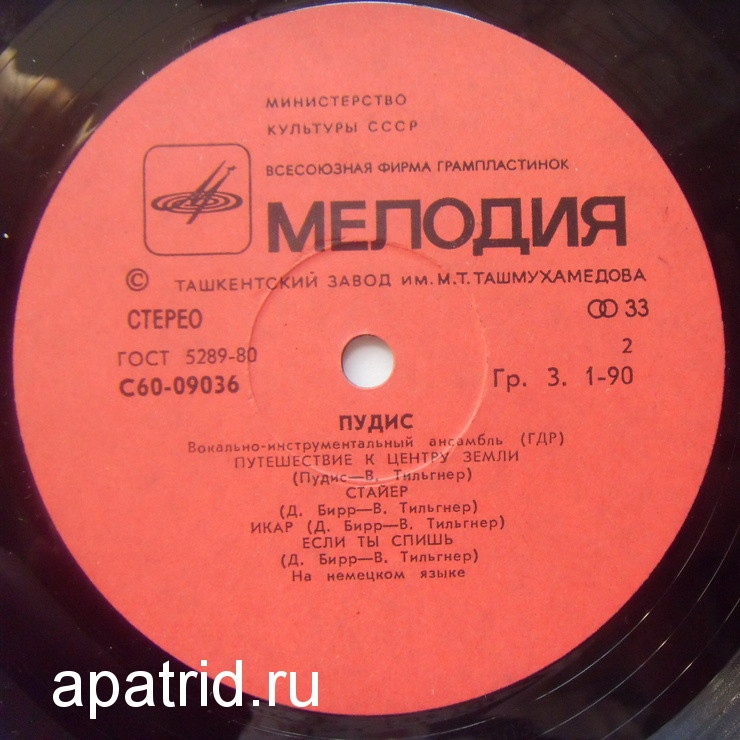 МИНИСТЕРСТВО
КУЛЬТУРЫ СССР
ВСЕСОЮЗНАЯ ФИРМА ГРАМПЛАСТИНОК
МЕЛОДИЯ
© ТАШКЕНТСКИЙ ЗАВОД ИМ. М.Т. ТАШМУХАМЕДОВА
СТЕРЕО
33
ГОСТ 5289-80
2
С60-09036
Гр. 3. 1-90
ПУДИС
Вокально-инструментальный ансамбль (ГДР)
ПУТЕШЕСТВИЕ К ЦЕНТРУ ЗЕМЛИ
(Пудис—В. Тильгнер)
СТАЙЕР
(Д. Бирр—В. Тильгнер)
ИКАР (Д. Бирр—В. Тильгнер)
ЕСЛИ ТЫ СПИШЬ
(Д. Бирр—В. Тильгнер)
На немецком языке
apatrid.ru